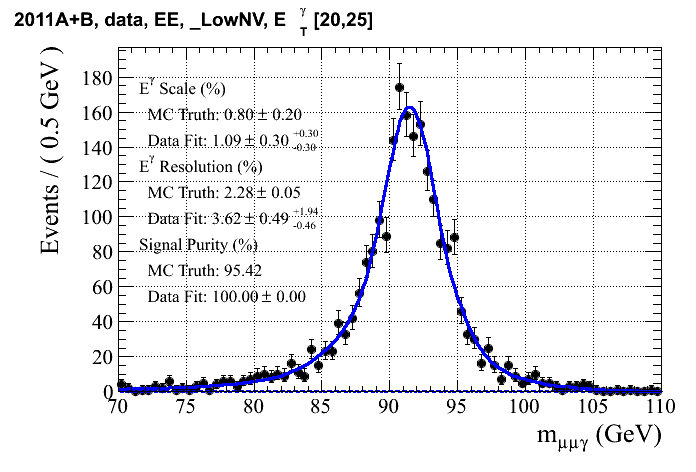 2011A+B, data, EE, _LowNV, E γ T [20,25]
Events / ( 0.5 GeV )
180
160
140
120
100
80
60
40
20
0
E^γ Scale (%)
MC Truth: 0.80 ± 0.20
Data Fit: 1.09 ± 0.30 +0.30 -0.30
E^γ Resolution (%)
MC Truth: 2.28 ± 0.05
Data Fit: 3.62 ± 0.49 +1.94 -0.46
Signal Purity (%)
MC Truth: 95.42
Data Fit: 100.00 ± 0.00
70 75 80 85 90 95 100 105 110
m_μμγ (GeV)